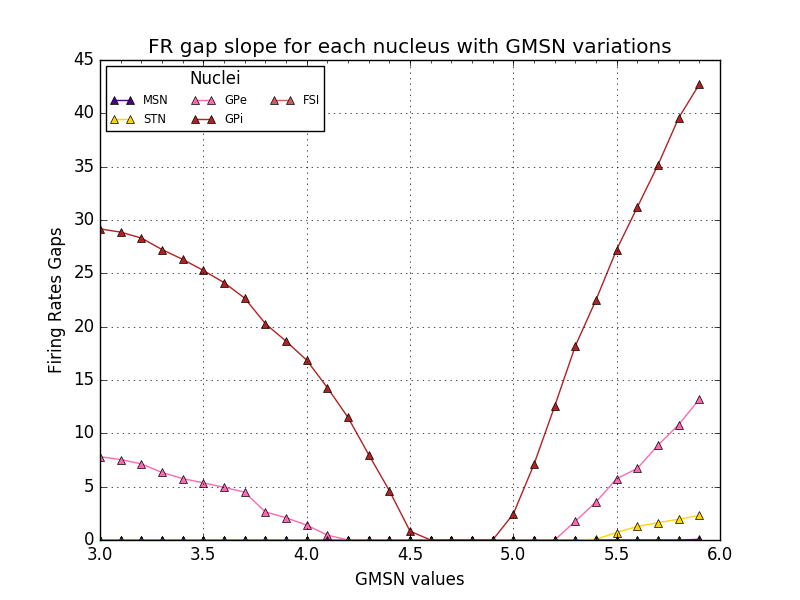 FR gap slope for each nucleus with GMSN variations
Nuclei
MSN GPe FSI
STN GPi
45
40
35
30
25
20
15
10
5
0
Firing Rates Gaps
3.0 3.5 4.0 4.5 5.0 5.5 6.0
GMSN values